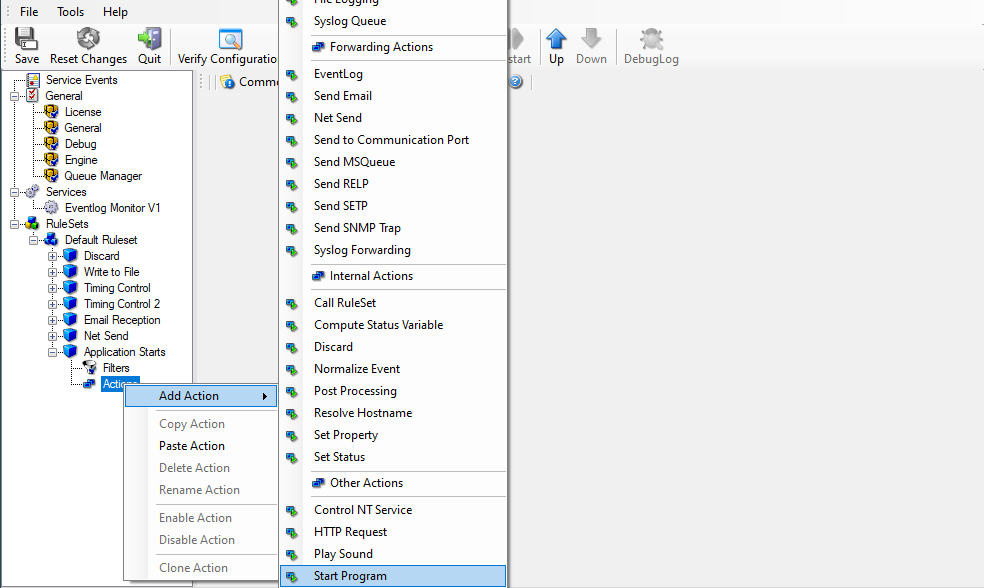 File Tools Help
Save Reset Changes Quit Verify Configuratio start Up Down DebugLog
Comme
Service Events
General
License
General
Debug
Engine
Queue Manager
Services
Eventlog Monitor V1
RuleSets
Default Ruleset
Discard
Write to File
Timing Control
Timing Control 2
Email Reception
Net Send
Application Starts
Filters
Actions
Add Action
Copy Action
Paste Action
Delete Action
Rename Action
Enable Action
Disable Action
Clone Action
File Logging
Syslog Queue
Forwarding Actions
EventLog
Send Email
Net Send
Send to Communication Port
Send MSQueue
Send RELP
Send SETP
Send SNMP Trap
Syslog Forwarding
Internal Actions
Call RuleSet
Compute Status Variable
Discard
Normalize Event
Post Processing
Resolve Hostname
Set Property
Set Status
Other Actions
Control NT Service
HTTP Request
Play Sound
Start Program